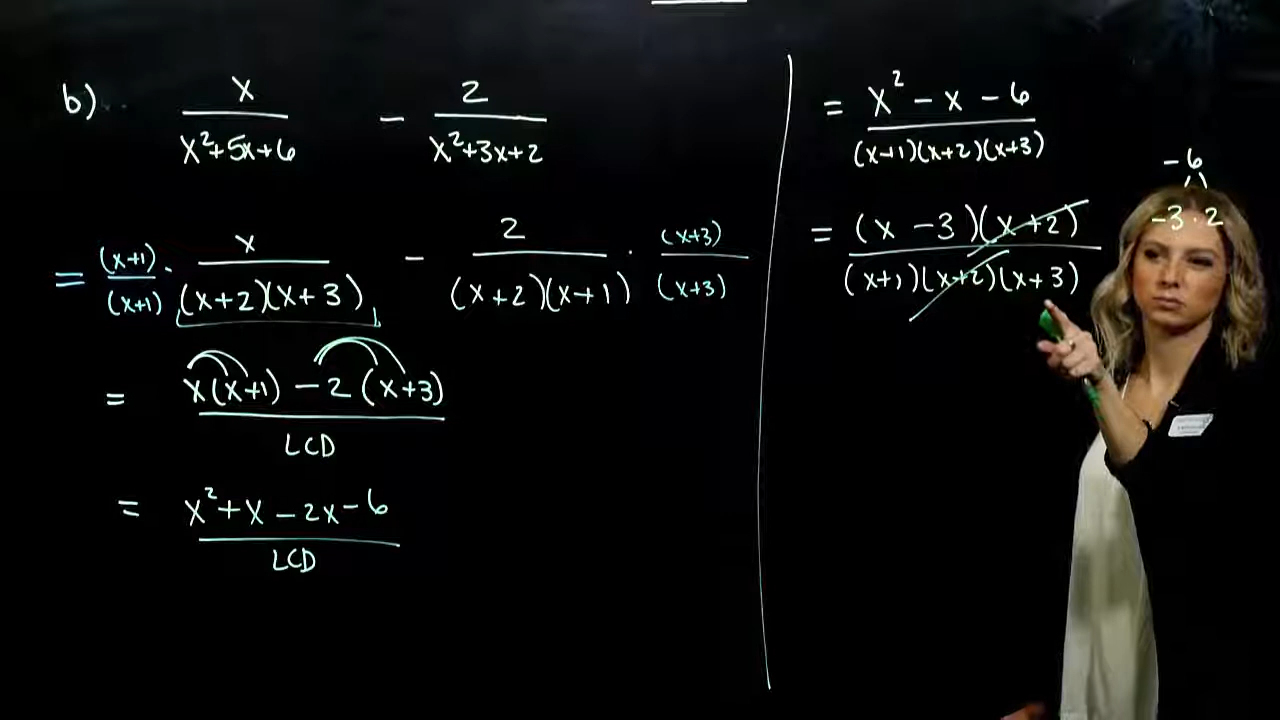 b) x / x²+5x+6 - 2 / x²+3x+2
= (x+1) / (x+1) · x / (x+2)(x+3) - 2 / (x+2)(x+1) · (x+3) / (x+3)
= x(x+1) - 2(x+3) / LCD
= x²+x-2x-6 / LCD
= x² - x - 6 / (x+1)(x+2)(x+3)
-6
-3·2
= (x-3)(x+2) / (x+1)(x+2)(x+3)